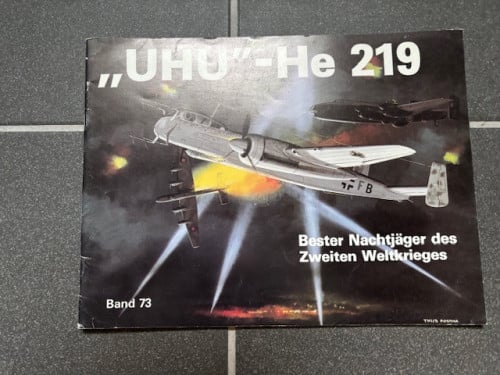 „UHU”-He 219
FB
Bester Nachtjäger des
Zweiten Weltkrieges
Band 73